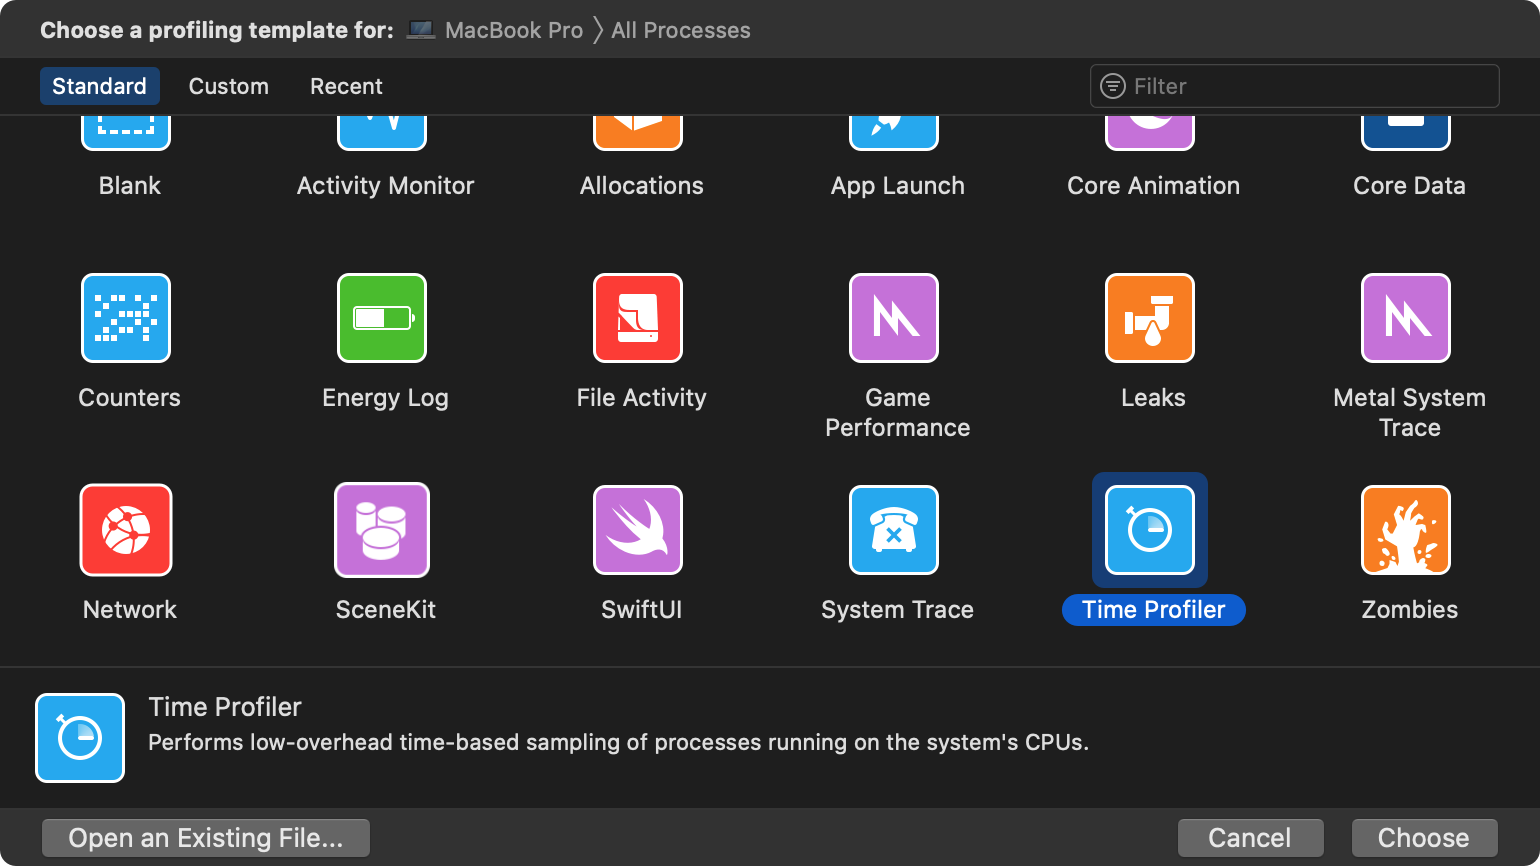 Choose a profiling template for: MacBook Pro 〉 All Processes
Standard Custom Recent Filter
Blank Activity Monitor Allocations App Launch Core Animation Core Data
Counters Energy Log File Activity Game Performance Leaks Metal System Trace
Network SceneKit SwiftUI System Trace Time Profiler Zombies
Time Profiler
Performs low-overhead time-based sampling of processes running on the system's CPUs.
Open an Existing File... Cancel Choose